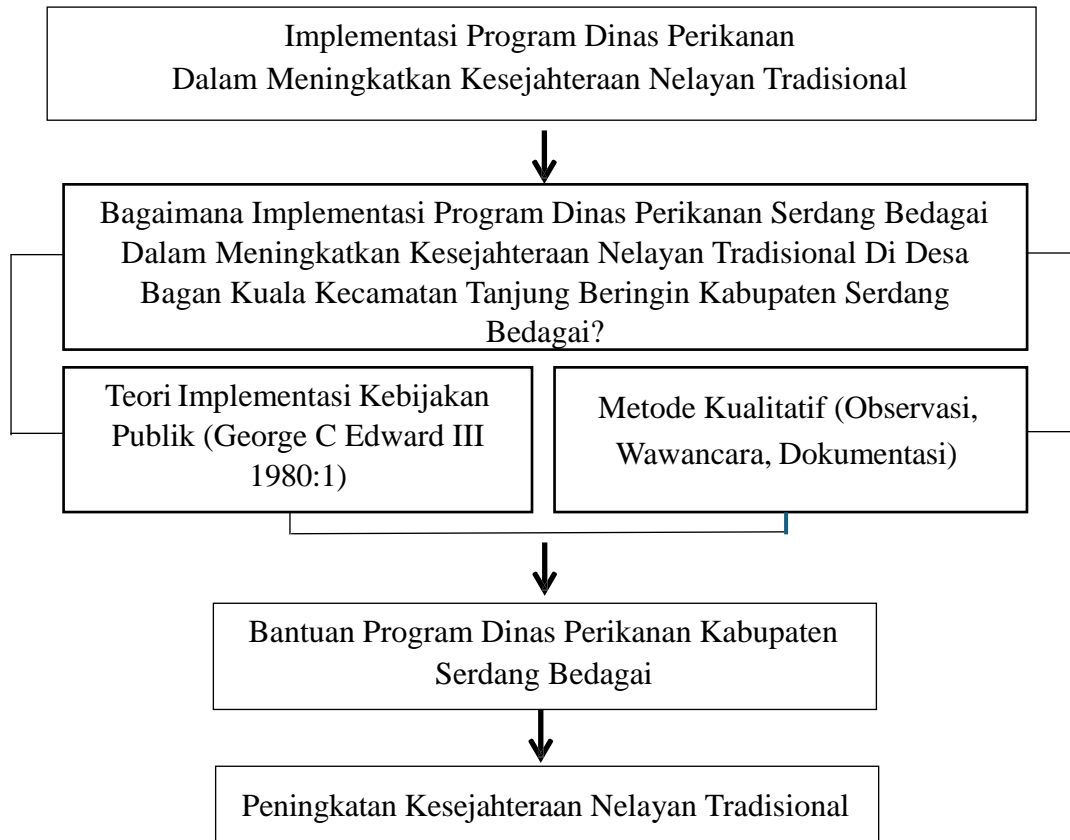 Implementasi Program Dinas Perikanan
Dalam Meningkatkan Kesejahteraan Nelayan Tradisional
Bagaimana Implementasi Program Dinas Perikanan Serdang Bedagai
Dalam Meningkatkan Kesejahteraan Nelayan Tradisional Di Desa
Bagan Kuala Kecamatan Tanjung Beringin Kabupaten Serdang
Bedagai?
Teori Implementasi Kebijakan
Publik (George C Edward III
1980:1)
Metode Kualitatif (Observasi,
Wawancara, Dokumentasi)
Bantuan Program Dinas Perikanan Kabupaten
Serdang Bedagai
Peningkatan Kesejahteraan Nelayan Tradisional